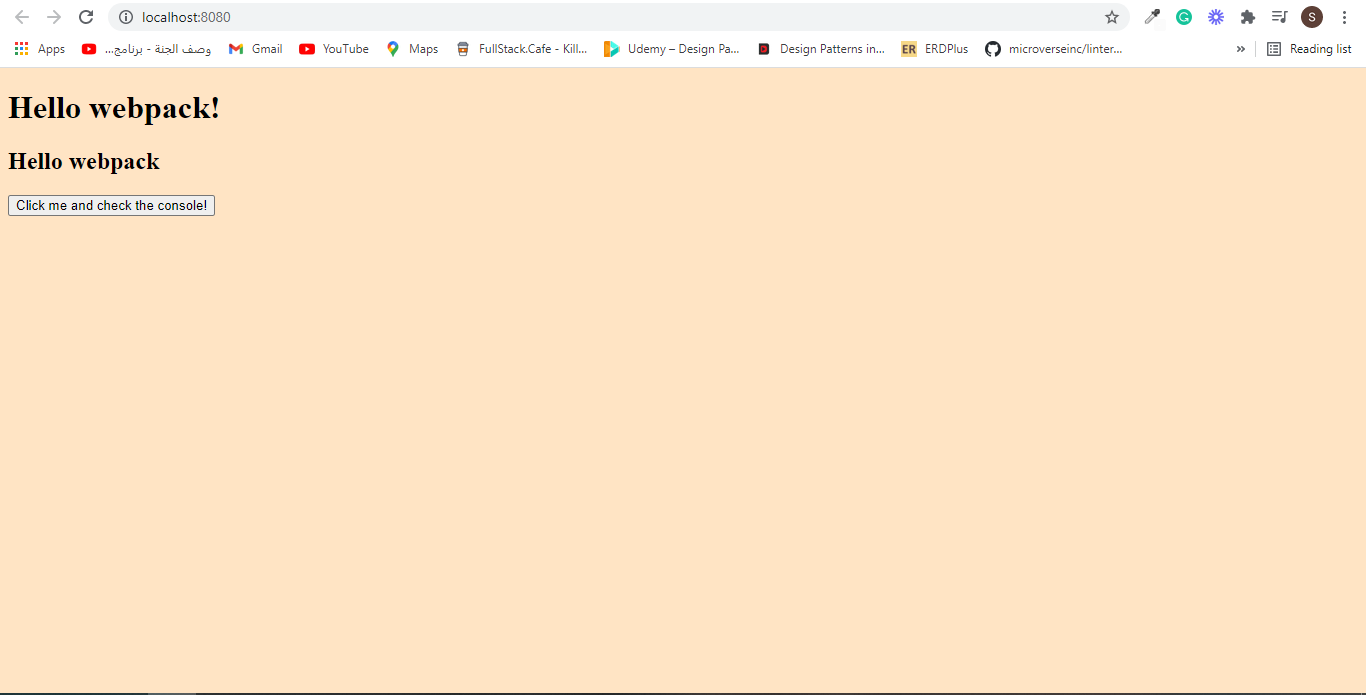 localhost:8080
S
Apps
وصف الجنة - برنامج...
Gmail
YouTube
Maps
FullStack.Cafe - Kill...
Udemy – Design Pa...
Design Patterns in...
ER
ERDPlus
microverseinc/linter...
»
Reading list
Hello webpack!
Hello webpack
Click me and check the console!